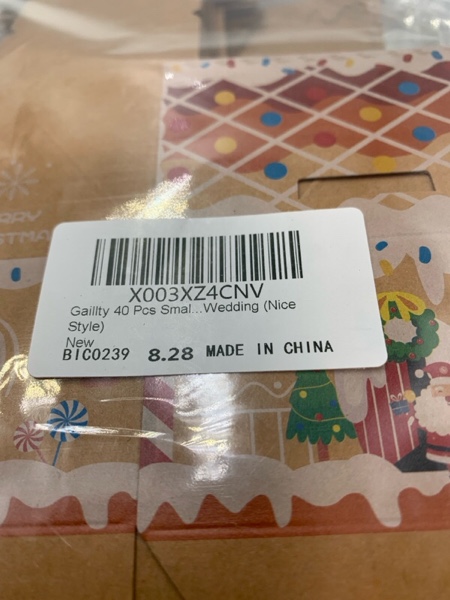 X003XZ4CNV
Gaillty 40 Pcs Smal...Wedding (Nice
Style)
New
BIC0239 8.28 MADE IN CHINA